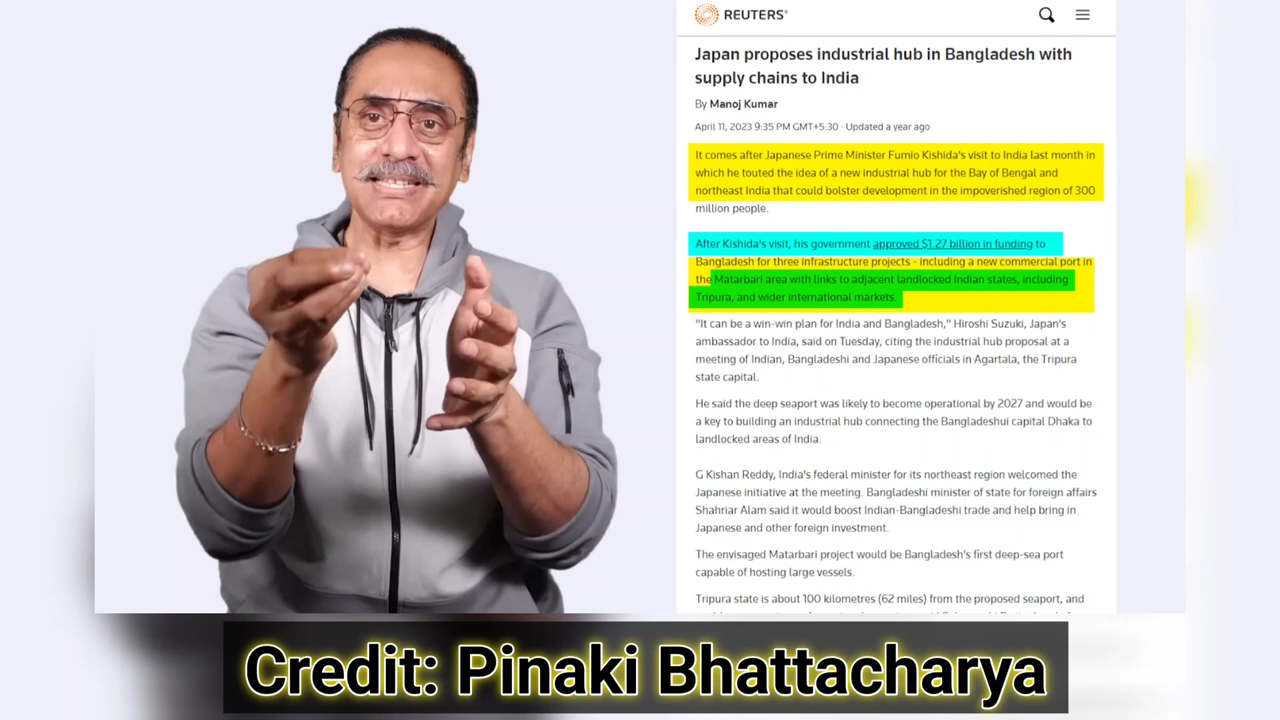 REUTERS®
Japan proposes industrial hub in Bangladesh with
supply chains to India
By Manoj Kumar
April 11, 2023 9:35 PM GMT+5:30 · Updated a year ago
It comes after Japanese Prime Minister Fumio Kishida's visit to India last month in
which he touted the idea of a new industrial hub for the Bay of Bengal and
northeast India that could bolster development in the impoverished region of 300
million people.
After Kishida's visit, his government approved $1.27 billion in funding to
Bangladesh for three infrastructure projects - including a new commercial port in
the Matarbari area with links to adjacent landlocked Indian states, including
Tripura, and wider international markets.
"It can be a win-win plan for India and Bangladesh," Hiroshi Suzuki, Japan's
ambassador to India, said on Tuesday, citing the industrial hub proposal at a
meeting of Indian, Bangladeshi and Japanese officials in Agartala, the Tripura
state capital.
He said the deep seaport was likely to become operational by 2027 and would be
a key to building an industrial hub connecting the Bangladeshui capital Dhaka to
landlocked areas of India.
G Kishan Reddy, India's federal minister for its northeast region welcomed the
Japanese initiative at the meeting. Bangladeshi minister of state for foreign affairs
Shahriar Alam said it would boost Indian-Bangladeshi trade and help bring in
Japanese and other foreign investment.
The envisaged Matarbari project would be Bangladesh's first deep-sea port
capable of hosting large vessels.
Tripura state is about 100 kilometres (62 miles) from the proposed seaport, and
Credit: Pinaki Bhattacharya